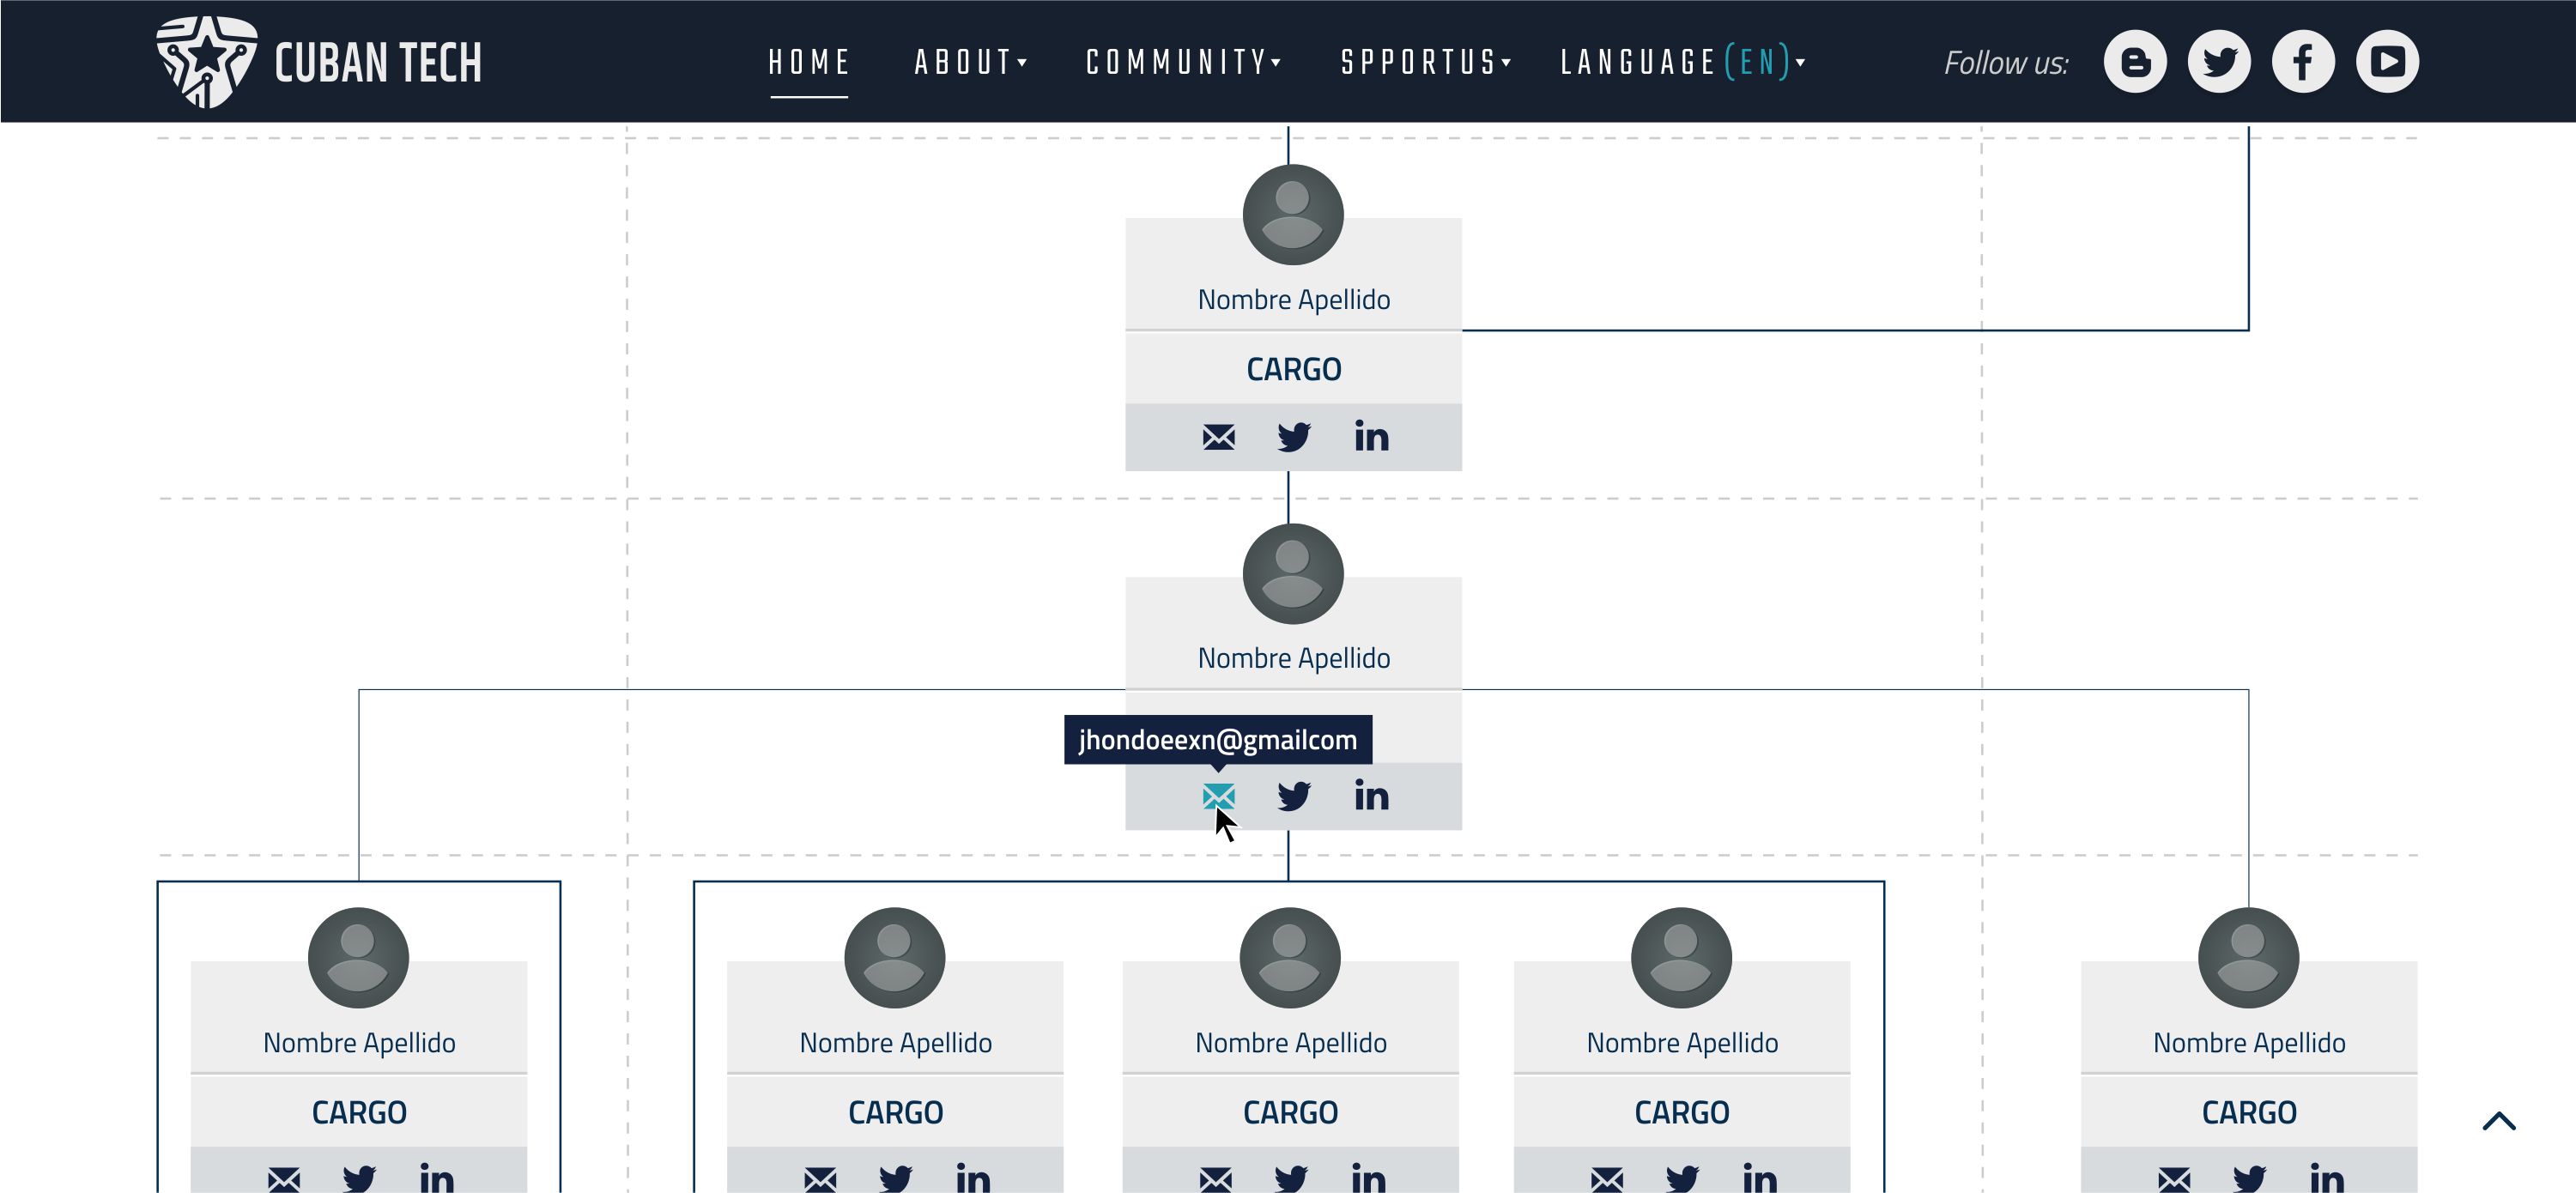 CUBAN TECH
HOME ABOUT COMMUNITY SPPORTUS LANGUAGE(EN) Follow us:
Nombre Apellido
CARGO
in
Nombre Apellido
jhondoeexn@gmailcom
in
Nombre Apellido Nombre Apellido Nombre Apellido Nombre Apellido Nombre Apellido
CARGO CARGO CARGO CARGO CARGO
in in in in in